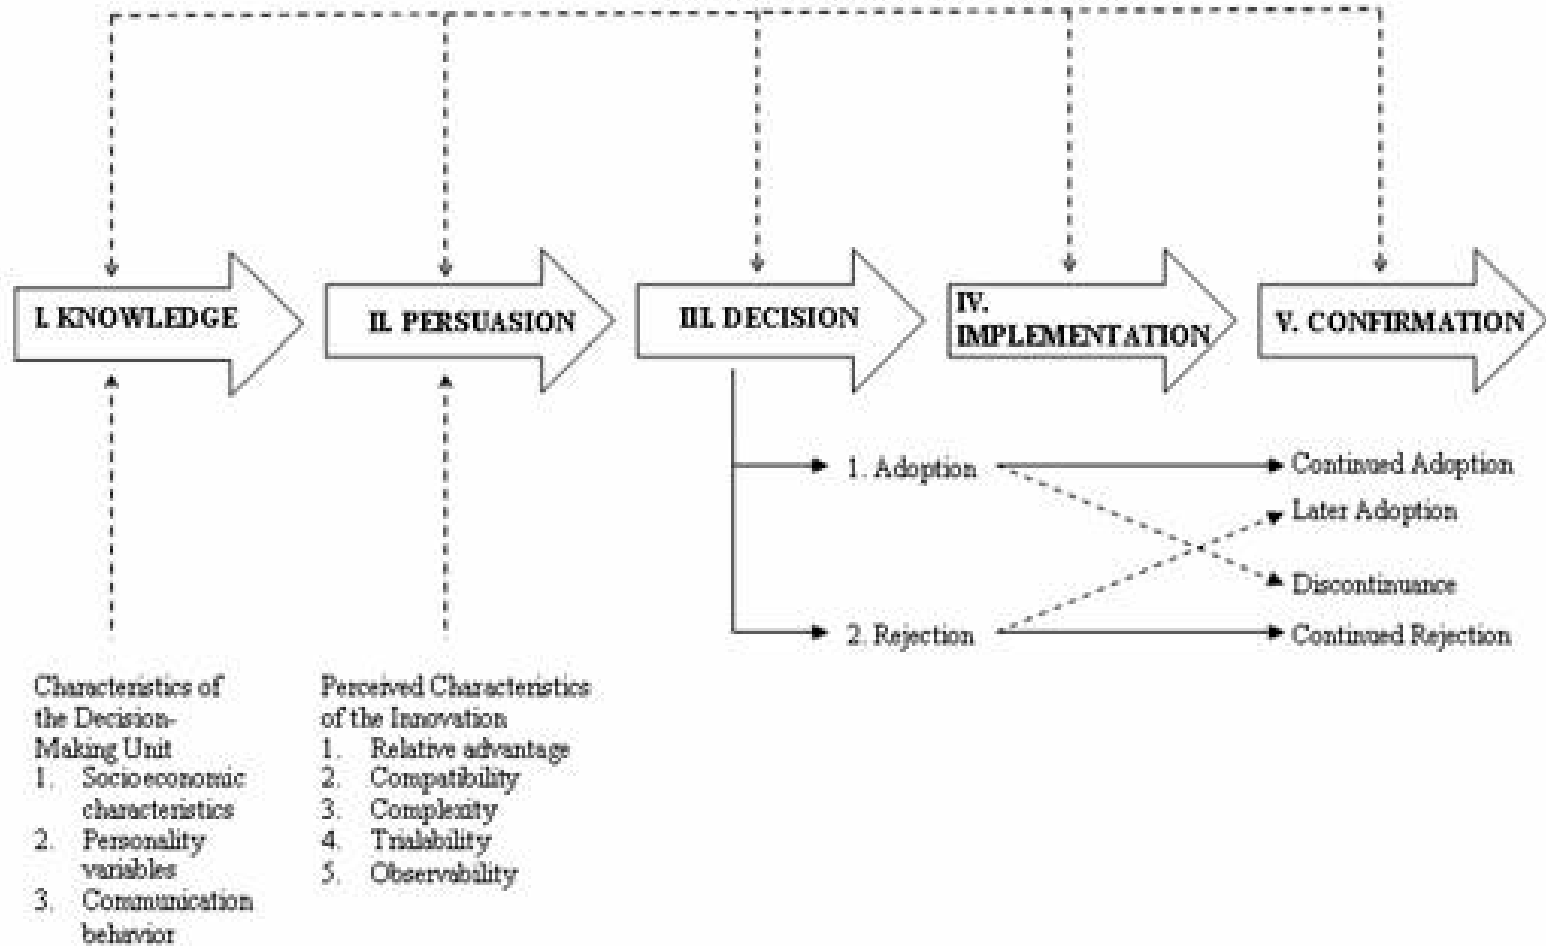 I. KNOWLEDGE
II. PERSUASION
III. DECISION
IV.
IMPLEMENTATION
V. CONFIRMATION
1. Adoption
Continued Adoption
Later Adoption
Discontinuance
2. Rejection
Continued Rejection
Characteristics of
the Decision-
Making Unit
1. Socioeconomic
characteristics
2. Personality
variables
3. Communication
behavior
Perceived Characteristics
of the Innovation
1. Relative advantage
2. Compatibility
3. Complexity
4. Trialability
5. Observability